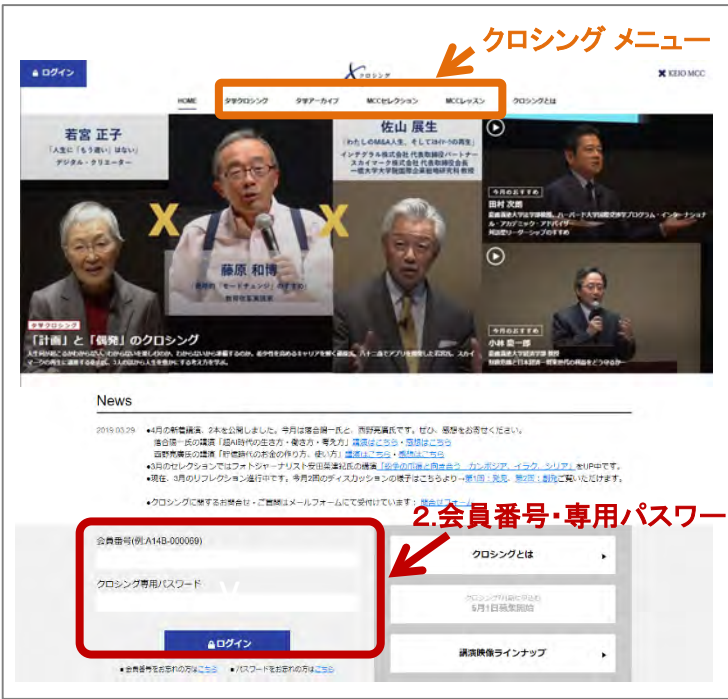 クロシング メニュー
ログイン
クロシング
KEIO MCC
HOME 夕学クロシング 夕学アーカイブ MCCセレクション MCCレッスン クロシングとは
若宮 正子
「人生に「もう遅い」はない」
デジタル・クリエーター
佐山 展生
インテグラル株式会社 代表取締役パートナー
スカイマーク株式会社 代表取締役会長
一橋大学大学院国際企業戦略研究科 教授
今月のおすすめ
田村 次郎
藤原 和博
教育改革実践家
夕学クロシング
「計画」と「偶発」のクロシング
今月のおすすめ
小林 慶一郎
慶應義塾大学経済学部 教授
News
2019.03.29 ●4月の新着講演、2本を公開しました。今月は落合陽一氏と、西野亮廣氏です。ぜひ、感想をお寄せください。
落合陽一氏の講演「超AI時代の生き方・働き方・考え方」講演はこちら・感想はこちら
西野亮廣氏の講演「貯信時代のお金の作り方、使い方」講演はこちら・感想はこちら
●3月のセレクションではフォトジャーナリスト安田菜津紀氏の講演「紛争の市還と向き合う カンボジア、イラク、シリア」をUP中です。
●現在、3月のリフレクション進行中です。今月2回のディスカッションの様子はこちらより→第1回：発見、第2回：創発ご覧いただけます。
●クロシングに関するお問合せ・ご質問はメールフォームにて受付けています： 問合せフォーム
2.会員番号・専用パスワー
会員番号(例:A14B-000069)
クロシング専用パスワード
ログイン
●会員番号をお忘れの方はこちら ●パスワードをお忘れの方はこちら
クロシングとは
5月1日募集開始
講演映像ラインナップ